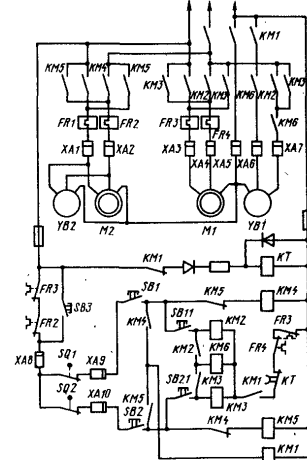 KM1
KM5 KM4 KM5 KM3 KM2 KM3 KM6 KM2 KM3
KM6
FR1 FR2 FR3 FR4
XA1 XA2 XA3 XA4 XA5 XA6 XA7
YB2 M2 M1 YB1
KM1 KT
FR3 SB3 SB1 KM5 KM4
KM4 SB11 KM2 FR3
FR2 KM2 KM6 FR4
SQ1 XA9
XA8 KM3 KM1 KT
SQ2 SB21
XA10 KM5 KM3
SB2
KM4 KM5
KM1